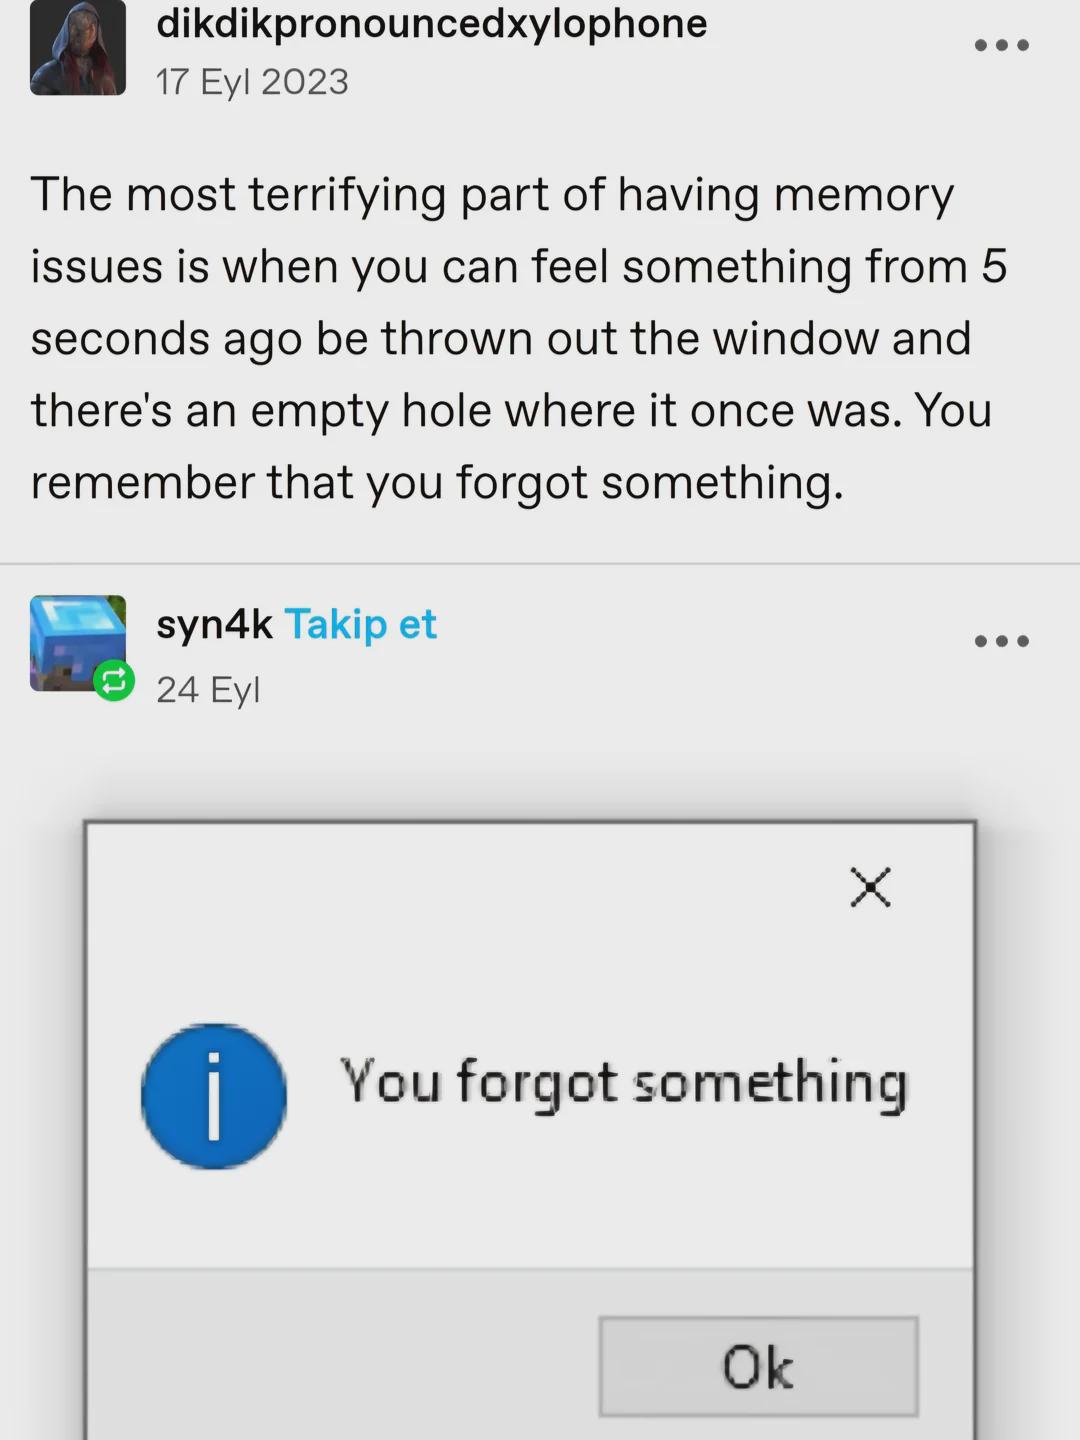 dikdikpronouncedxylophone
17 Eyl 2023
The most terrifying part of having memory
issues is when you can feel something from 5
seconds ago be thrown out the window and
there's an empty hole where it once was. You
remember that you forgot something.
syn4k Takip et
24 Eyl
You forgot something
Ok